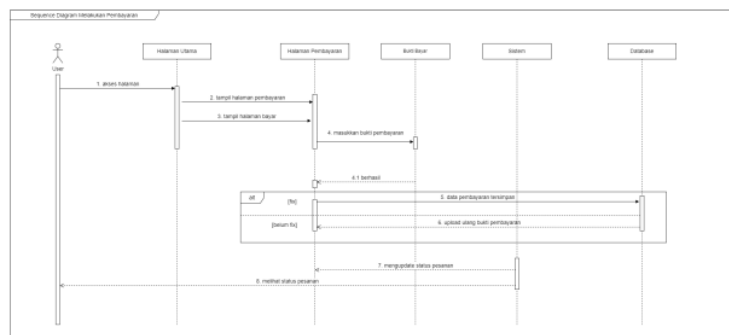 Sequence Diagram Melakukan Pembayaran
User
Halaman Utama
Halaman Pembayaran
Bukti Bayar
Sistem
Database
1. akses halaman
2. tampil halaman pembayaran
3. tampil halaman bayar
4. masukkan bukti pembayaran
4.1 berhasil
alt
[fix]
5. data pembayaran tersimpan
[belum fix]
6. upload ulang bukti pembayaran
7. mengupdate status pesanan
8. melihat status pesanan